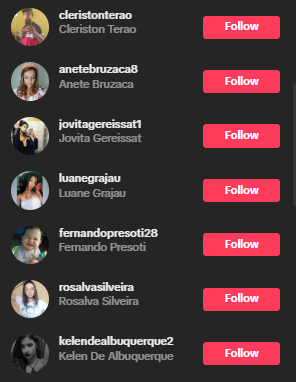 cleristonterao
Cleriston Terao
Follow
anetebruzaca8
Anete Bruzaca
Follow
jovitagereissat1
Jovita Gereissat
Follow
luanegrajau
Luane Grajau
Follow
fernandopresoti28
Fernando Presoti
Follow
rosalvasilveira
Rosalva Silveira
Follow
kelendealbuquerque2
Kelen De Albuquerque
Follow